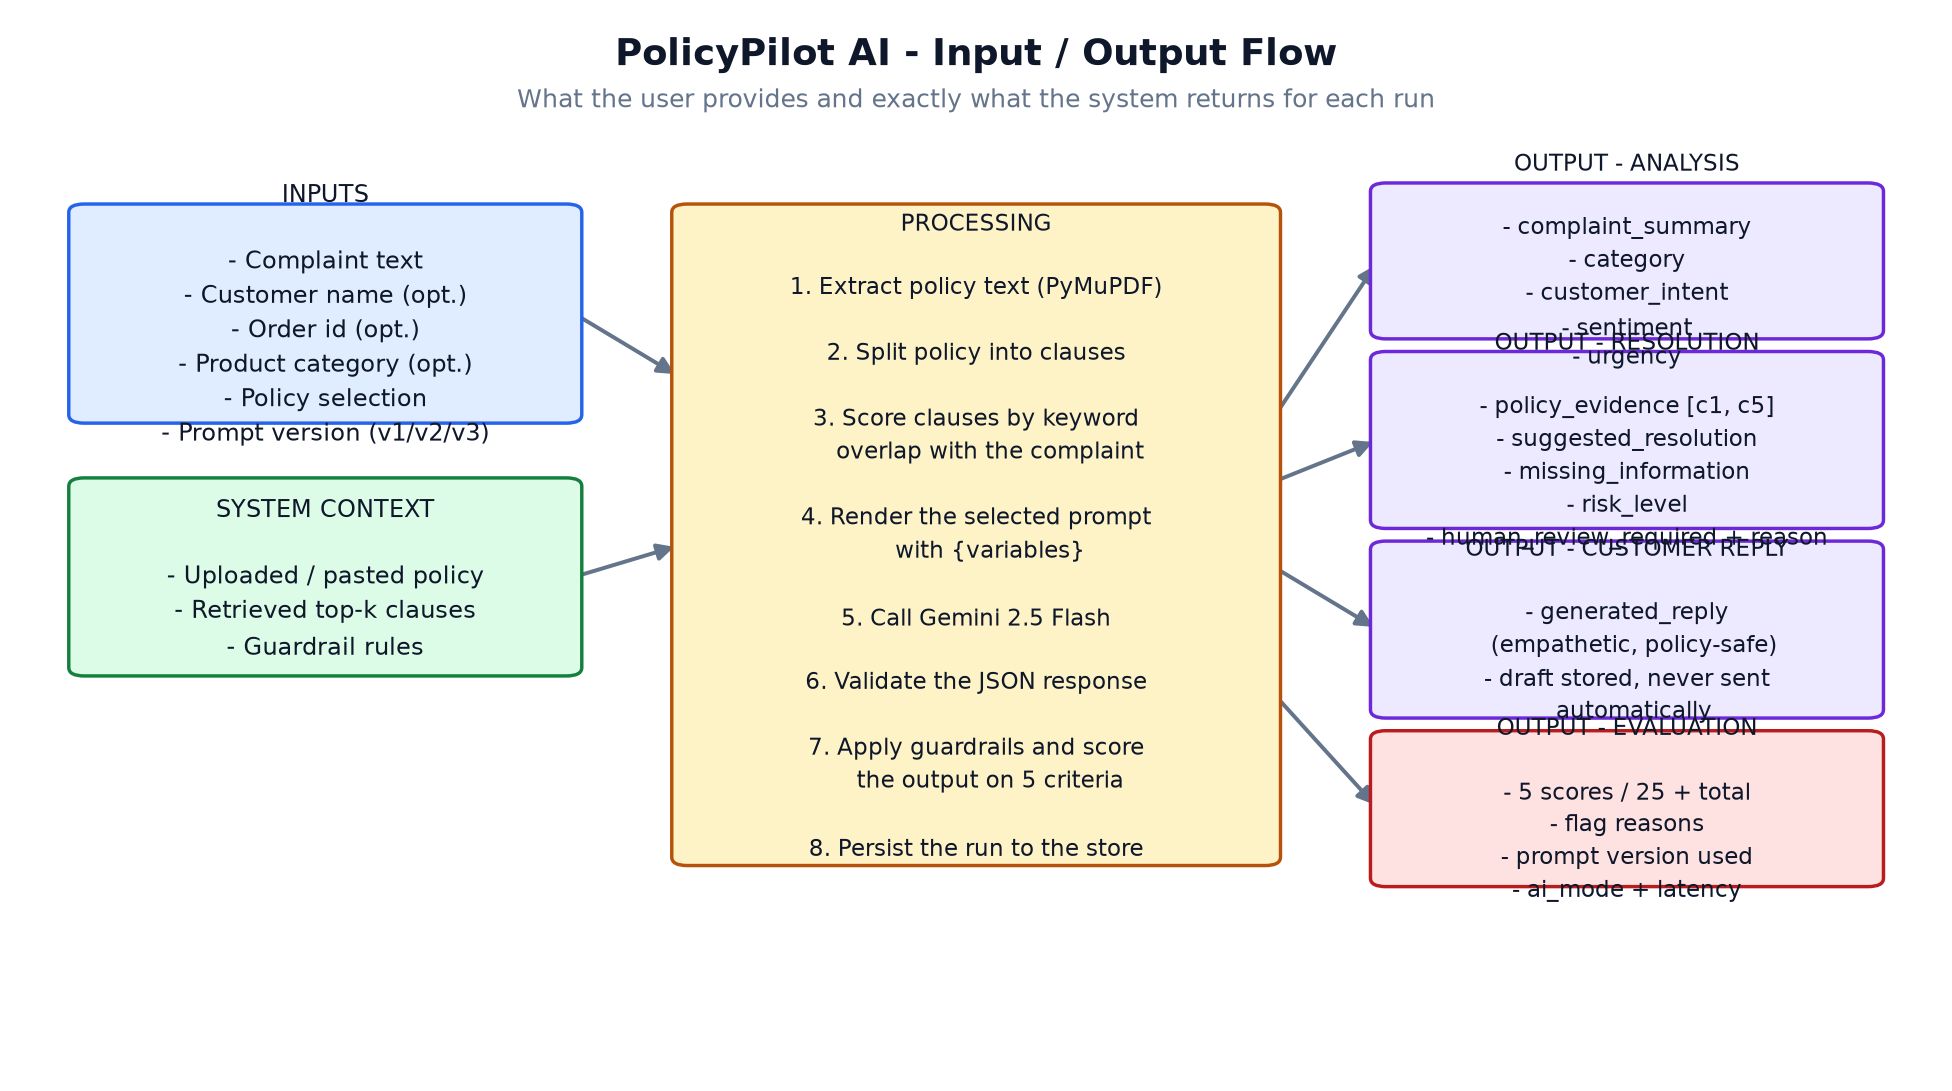 PolicyPilot AI - Input / Output Flow
What the user provides and exactly what the system returns for each run
INPUTS
- Complaint text
- Customer name (opt.)
- Order id (opt.)
- Product category (opt.)
- Policy selection
- Prompt version (v1/v2/v3)
SYSTEM CONTEXT
- Uploaded / pasted policy
- Retrieved top-k clauses
- Guardrail rules
PROCESSING
1. Extract policy text (PyMuPDF)
2. Split policy into clauses
3. Score clauses by keyword
overlap with the complaint
4. Render the selected prompt
with {variables}
5. Call Gemini 2.5 Flash
6. Validate the JSON response
7. Apply guardrails and score
the output on 5 criteria
8. Persist the run to the store
OUTPUT - ANALYSIS
- complaint_summary
- category
- customer_intent
- sentiment
- urgency
OUTPUT - RESOLUTION
- policy_evidence [c1, c5]
- suggested_resolution
- missing_information
- risk_level
- human_review_required + reason
OUTPUT - CUSTOMER REPLY
- generated_reply
(empathetic, policy-safe)
- draft stored, never sent
automatically
OUTPUT - EVALUATION
- 5 scores / 25 + total
- flag reasons
- prompt version used
- ai_mode + latency